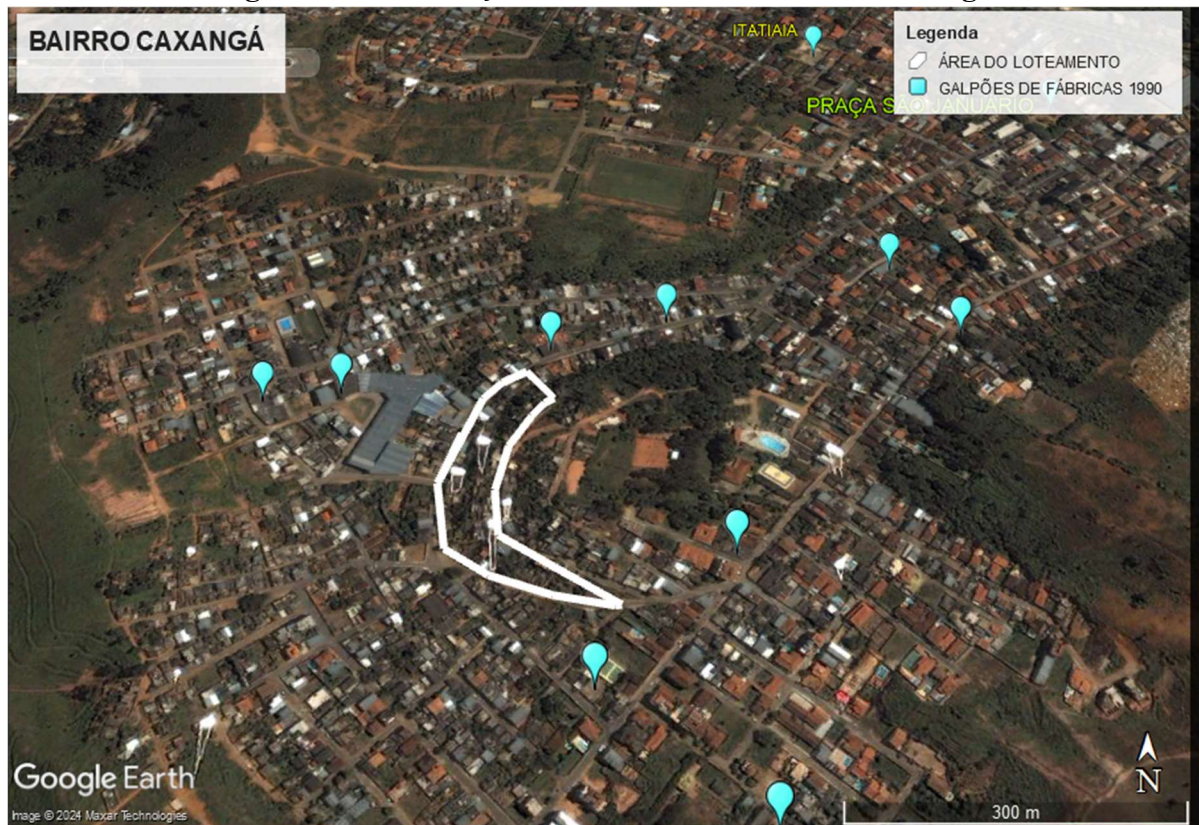 BAIRRO CAXANGÁ
ITATIAIA
Legenda
ÁREA DO LOTEAMENTO
GALPÕES DE FÁBRICAS 1990
PRAÇA SÃO JANUÁRIO
Google Earth
Image © 2024 Maxar Technologies
N
300 m